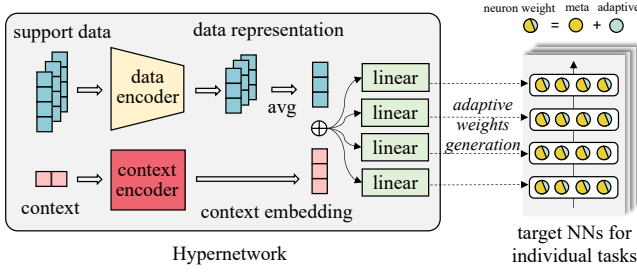 neuron weight = meta + adaptive
support data
data representation
data
encoder
avg
linear
linear
linear
linear
adaptive
weights
generation
context
encoder
context
context embedding
Hypernetwork
target NNs for
individual tasks